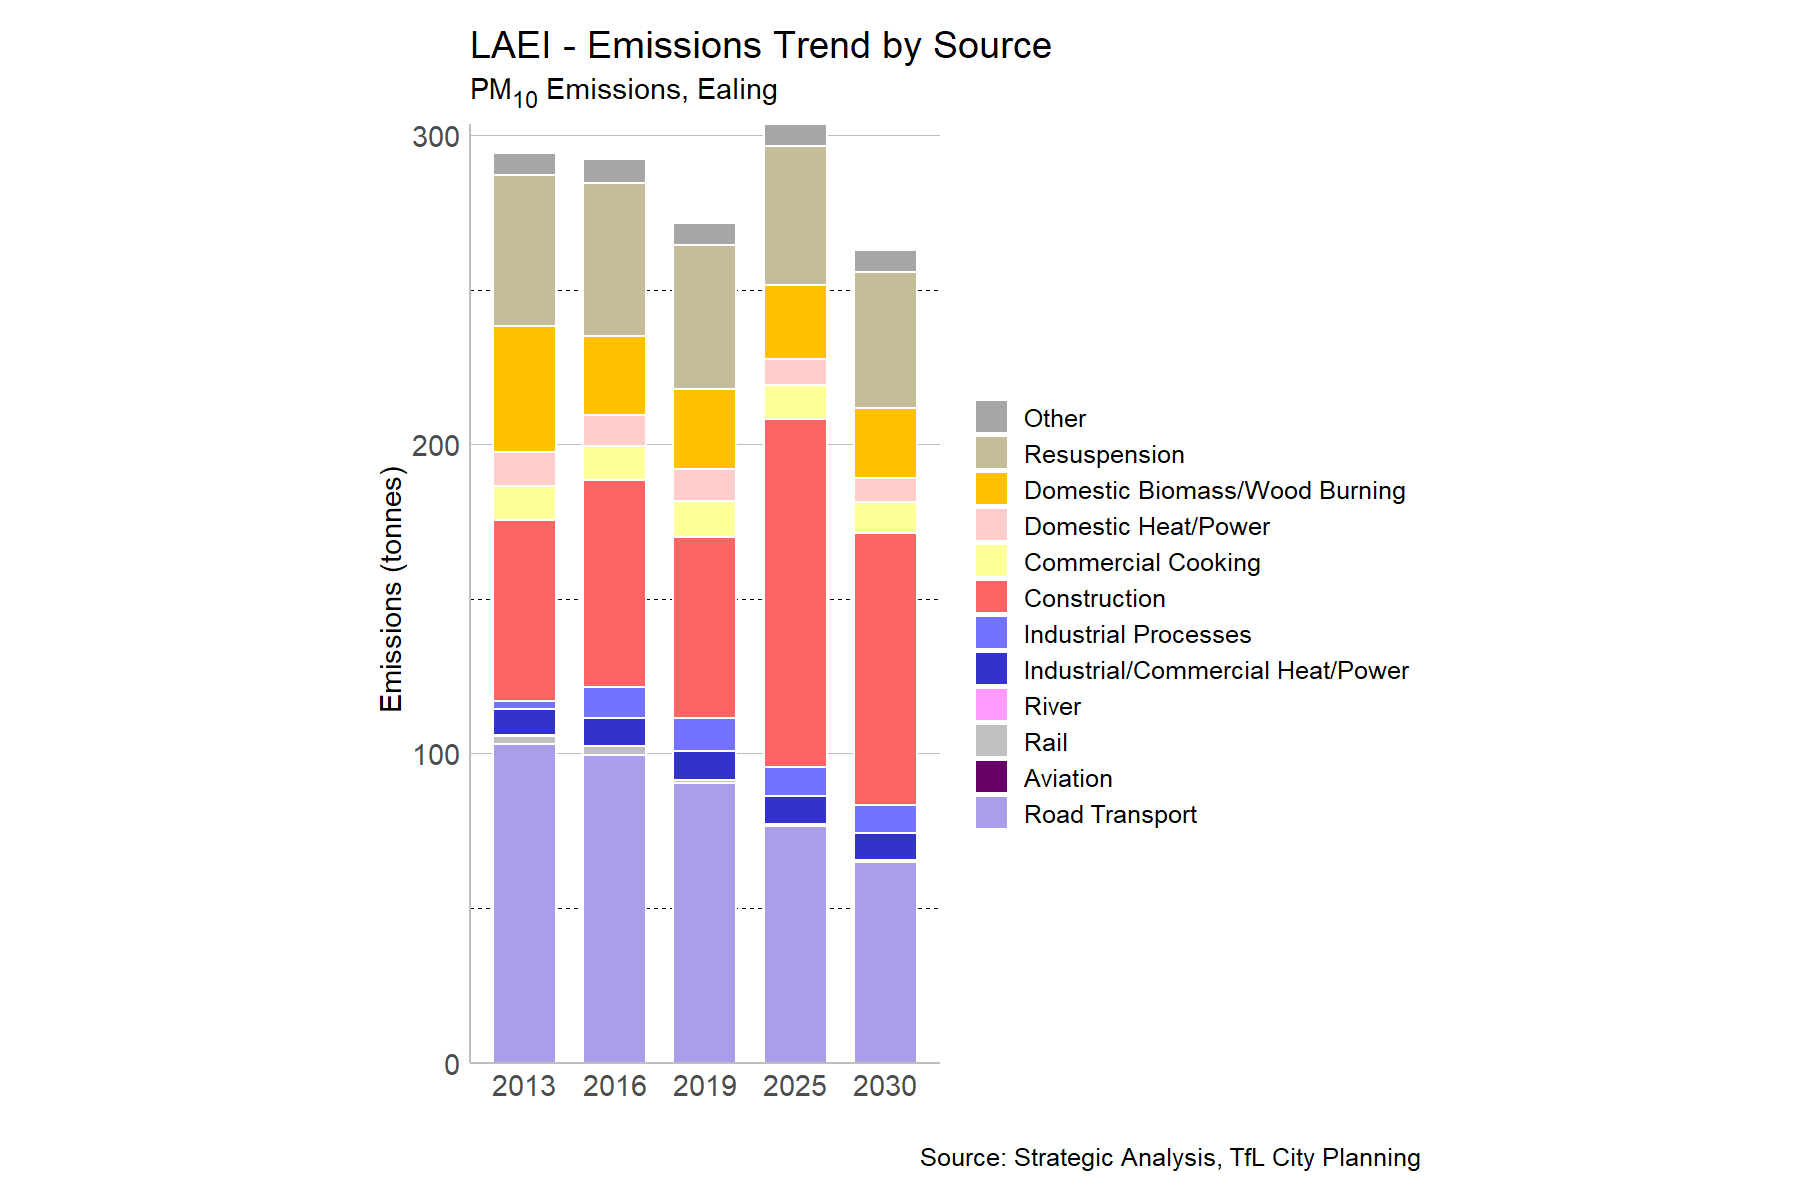 LAEI - Emissions Trend by Source
PM10 Emissions, Ealing
Emissions (tonnes)
300
200
100
0
2013 2016 2019 2025 2030
Other
Resuspension
Domestic Biomass/Wood Burning
Domestic Heat/Power
Commercial Cooking
Construction
Industrial Processes
Industrial/Commercial Heat/Power
River
Rail
Aviation
Road Transport
Source: Strategic Analysis, TfL City Planning